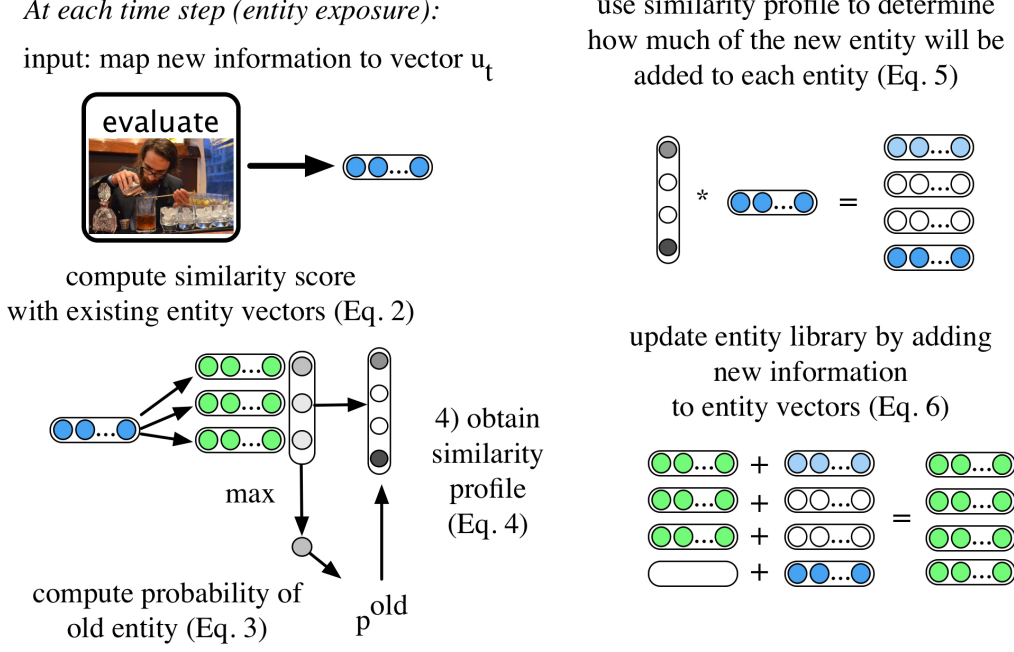 At each time step (entity exposure):
input: map new information to vector u_t
evaluate
compute similarity score
with existing entity vectors (Eq. 2)
max
4) obtain
similarity
profile
(Eq. 4)
compute probability of
old entity (Eq. 3)
p^old
use similarity profile to determine
how much of the new entity will be
added to each entity (Eq. 5)
*
=
update entity library by adding
new information
to entity vectors (Eq. 6)
+
+
+
=
+